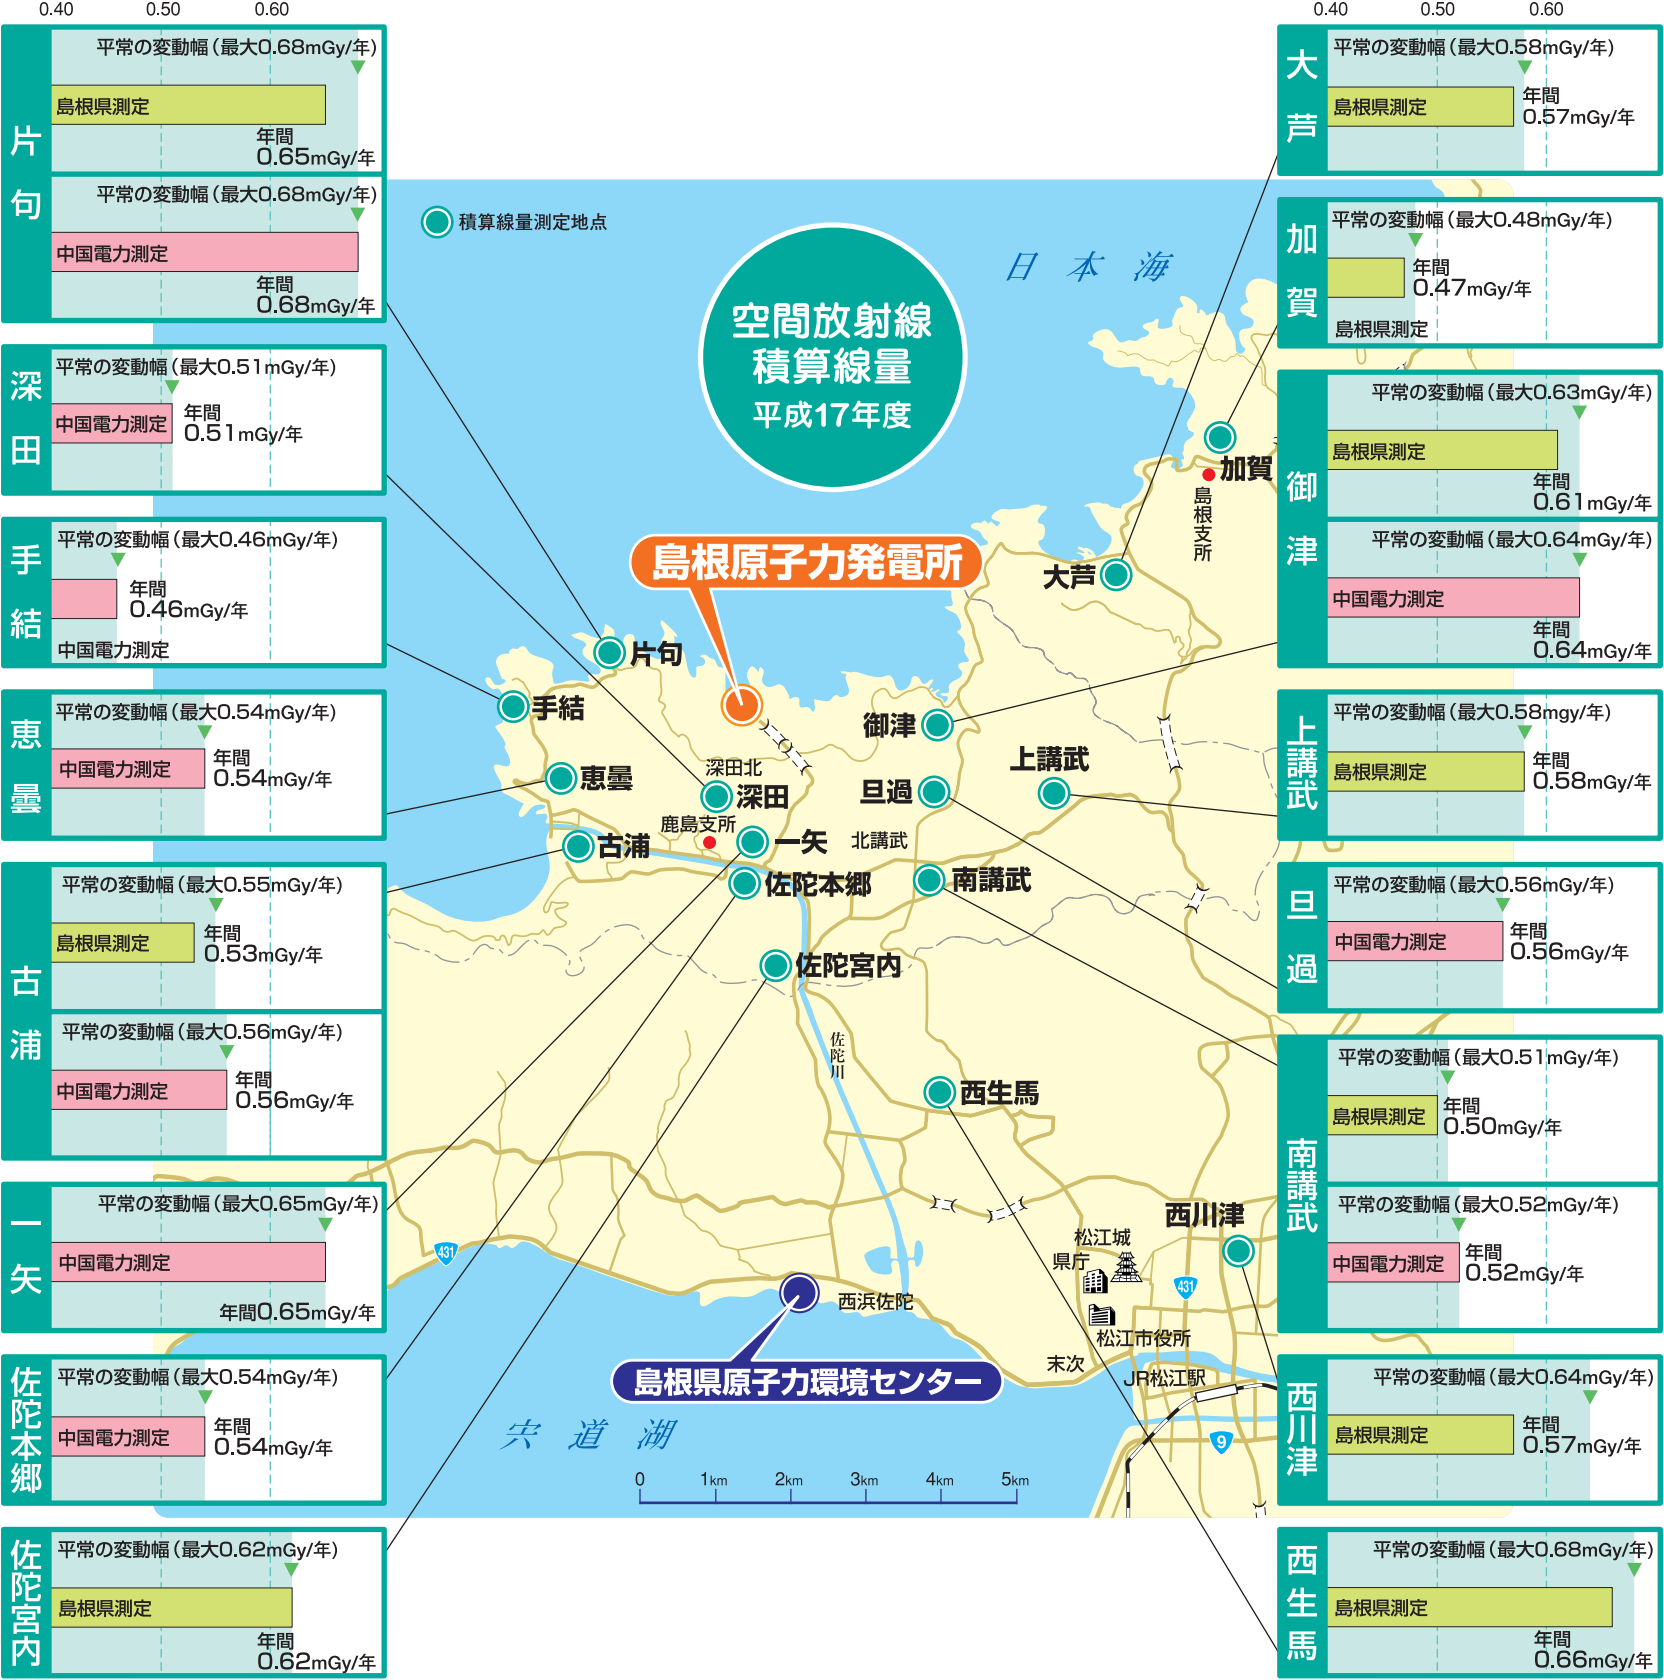 0.40 0.50 0.60
片句
平常の変動幅(最大0.68mGy/年)
島根県測定
年間
0.65mGy/年
平常の変動幅(最大0.68mGy/年)
中国電力測定
年間
0.68mGy/年
深田
平常の変動幅(最大0.51mGy/年)
中国電力測定
年間
0.51mGy/年
手結
平常の変動幅(最大0.46mGy/年)
年間
0.46mGy/年
中国電力測定
恵曇
平常の変動幅(最大0.54mGy/年)
中国電力測定
年間
0.54mGy/年
古浦
平常の変動幅(最大0.55mGy/年)
島根県測定
年間
0.53mGy/年
平常の変動幅(最大0.56mGy/年)
中国電力測定
年間
0.56mGy/年
一矢
平常の変動幅(最大0.65mGy/年)
中国電力測定
年間0.65mGy/年
佐陀本郷
平常の変動幅(最大0.54mGy/年)
中国電力測定
年間
0.54mGy/年
佐陀宮内
平常の変動幅(最大0.62mGy/年)
島根県測定
年間
0.62mGy/年
積算線量測定地点
空間放射線
積算線量
平成17年度
日本海
加賀
島根支所
島根原子力発電所
大芦
片句
手結
御津
上講武
深田北
恵曇
深田
旦過
鹿島支所
古浦
一矢
北講武
佐陀本郷
南講武
佐陀宮内
佐陀川
西生馬
西川津
松江城
県庁
431
431
西浜佐陀
松江市役所
末次
JR松江駅
島根県原子力環境センター
宍道湖
9
0 1km 2km 3km 4km 5km
0.40 0.50 0.60
大芦
平常の変動幅(最大0.58mGy/年)
島根県測定
年間
0.57mGy/年
加賀
平常の変動幅(最大0.48mGy/年)
年間
0.47mGy/年
島根県測定
御津
平常の変動幅(最大0.63mGy/年)
島根県測定
年間
0.61mGy/年
平常の変動幅(最大0.64mGy/年)
中国電力測定
年間
0.64mGy/年
上講武
平常の変動幅(最大0.58mgy/年)
島根県測定
年間
0.58mGy/年
旦過
平常の変動幅(最大0.56mGy/年)
中国電力測定
年間
0.56mGy/年
南講武
平常の変動幅(最大0.51mGy/年)
島根県測定
年間
0.50mGy/年
平常の変動幅(最大0.52mGy/年)
中国電力測定
年間
0.52mGy/年
西川津
平常の変動幅(最大0.64mGy/年)
島根県測定
年間
0.57mGy/年
西生馬
平常の変動幅(最大0.68mGy/年)
島根県測定
年間
0.66mGy/年